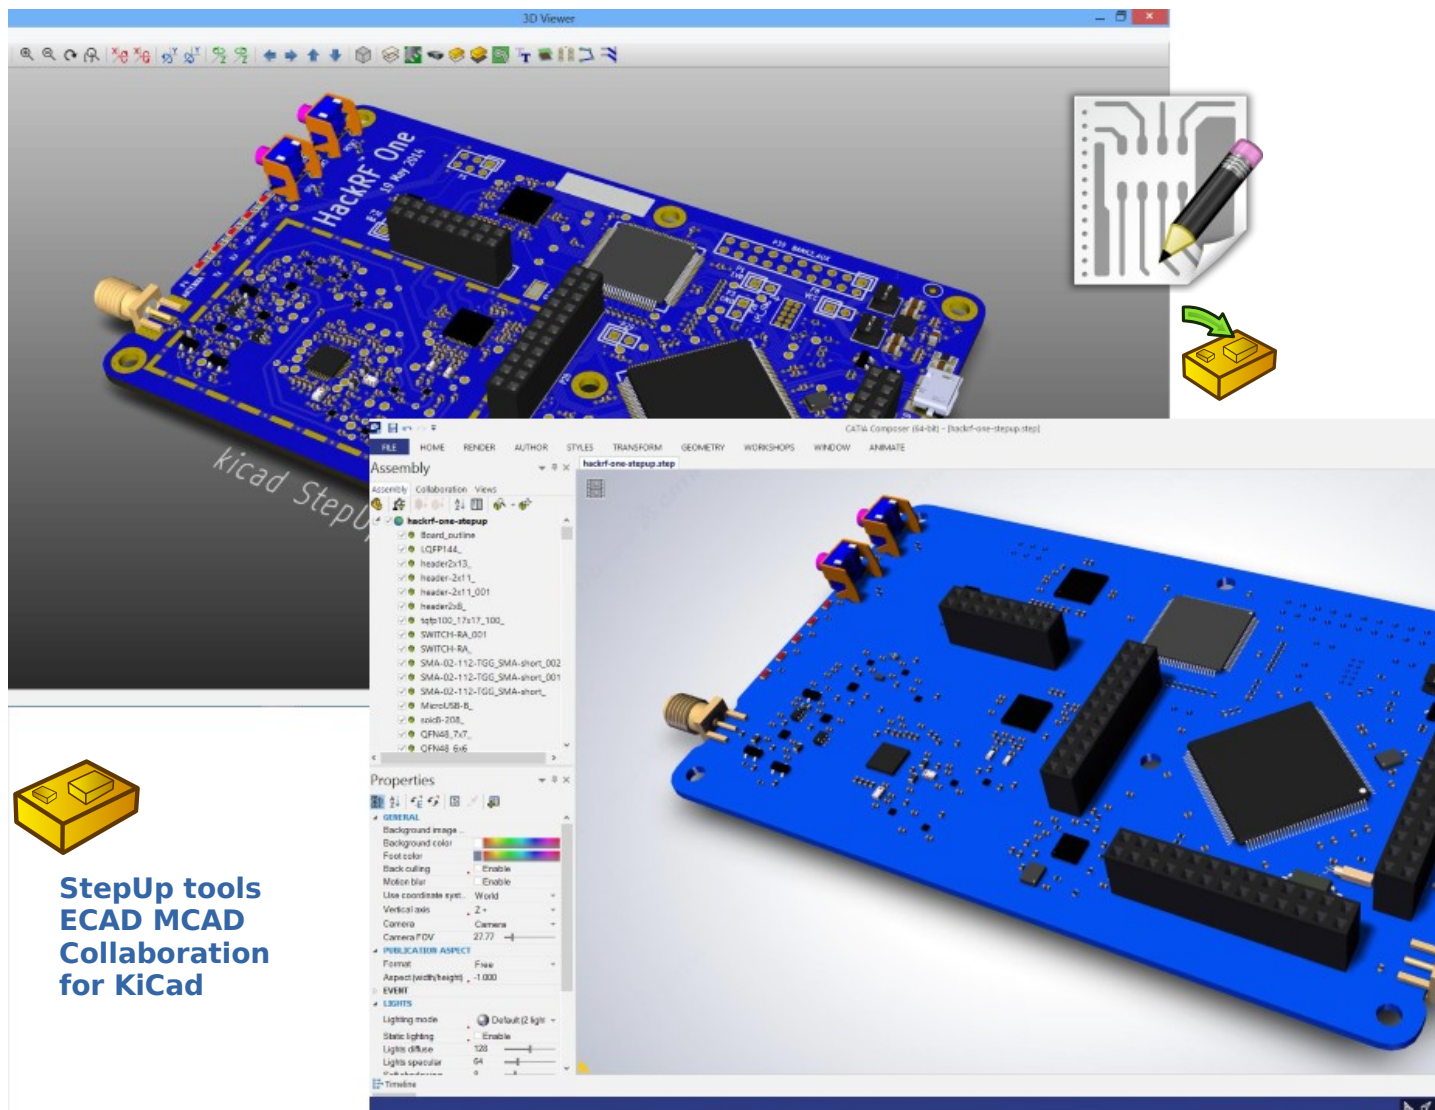 3D Viewer
HackRF One
19 May 2014
P20 BANK2_AUX
kicad StepU
CATIA Composer (64-bit) - [hackrf-one-stepup.step]
FILE HOME RENDER AUTHOR STYLES TRANSFORM GEOMETRY WORKSHOPS WINDOW ANIMATE
Assembly
hackrf-one-stepup.step
Assembly Collaboration Views
hackrf-one-stepup
Board_outline
LQFP144_
header2x13_
header-2x11_
header-2x11_001
header2x8_
tqfp100_17x17_100_
SWITCH-RA_001
SWITCH-RA_
SMA-02-112-TGG_SMA-short_002
SMA-02-112-TGG_SMA-short_001
SMA-02-112-TGG_SMA-short_
MicroUSB-B_
soic8-208_
QFN48_7x7_
QFN48_6x6
Properties
GENERAL
Background image ..
Background color
Foot color
Back culling Enable
Motion blur Enable
Use coordinate syst.. World
Vertical axis Z+
Camera Camera
Camera FOV 27.77
PUBLICATION ASPECT
Format Free
Aspect (width/height) -1.000
EVENT
LIGHTS
Lighting mode Default (2 light
Static lighting Enable
Lights diffuse 128
Lights specular 64
Timeline
StepUp tools
ECAD MCAD
Collaboration
for KiCad